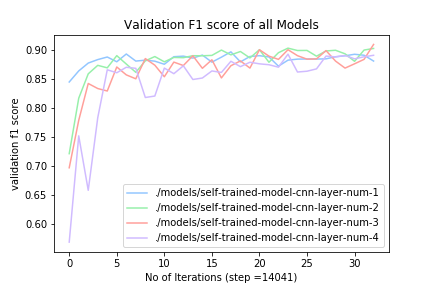 Validation F1 score of all Models
validation f1 score
0.90
0.85
0.80
0.75
0.70
0.65
0.60
./models/self-trained-model-cnn-layer-num-1
./models/self-trained-model-cnn-layer-num-2
./models/self-trained-model-cnn-layer-num-3
./models/self-trained-model-cnn-layer-num-4
0 5 10 15 20 25 30
No of Iterations (step =14041)